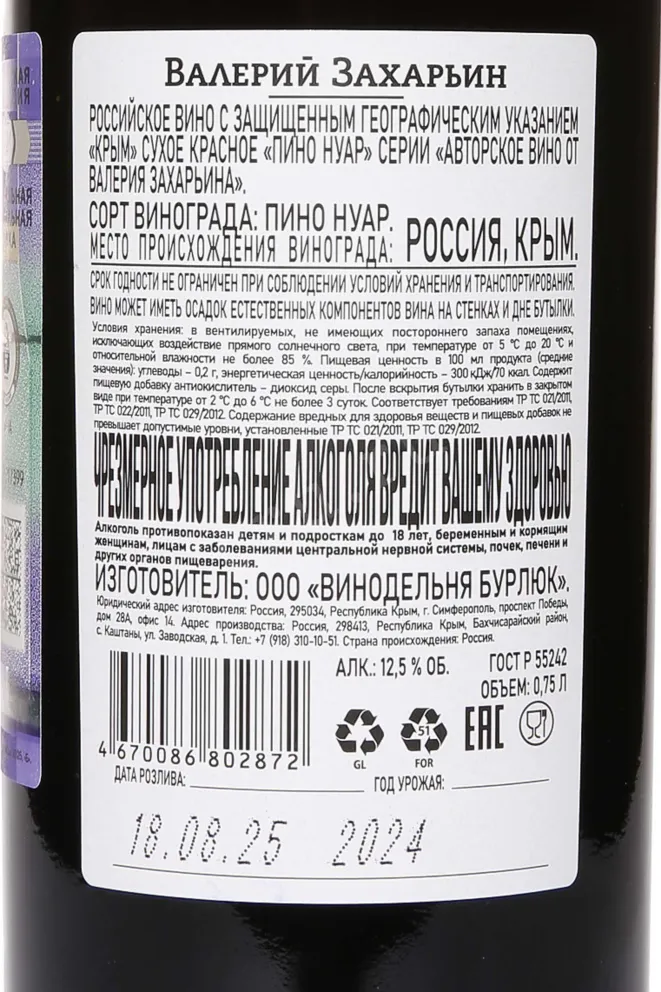 Валерий Захарьин
РОССИЙСКОЕ ВИНО С ЗАЩИЩЕННЫМ ГЕОГРАФИЧЕСКИМ УКАЗАНИЕМ
«КРЫМ» СУХОЕ КРАСНОЕ «ПИНО НУАР» СЕРИИ «АВТОРСКОЕ ВИНО ОТ
ВАЛЕРИЯ ЗАХАРЬИНА».
СОРТ ВИНОГРАДА: ПИНО НУАР.
МЕСТО ПРОИСХОЖДЕНИЯ ВИНОГРАДА: РОССИЯ, КРЫМ.
СРОК ГОДНОСТИ НЕ ОГРАНИЧЕН ПРИ СОБЛЮДЕНИИ УСЛОВИЙ ХРАНЕНИЯ И ТРАНСПОРТИРОВАНИЯ.
ВИНО МОЖЕТ ИМЕТЬ ОСАДОК ЕСТЕСТВЕННЫХ КОМПОНЕНТОВ ВИНА НА СТЕНКАХ И ДНЕ БУТЫЛКИ.
Условия хранения: в вентилируемых, не имеющих постороннего запаха помещениях,
исключающих воздействие прямого солнечного света, при температуре от 5 °С до 20 °С и
относительной влажности не более 85 %. Пищевая ценность в 100 мл продукта (средние
значения): углеводы – 0,2 г, энергетическая ценность/калорийность – 300 кДж/70 ккал. Содержит
пищевую добавку антиокислитель – диоксид серы. После вскрытия бутылки хранить в закрытом
виде при температуре от 2 °С до 6 °С не более 3 суток. Соответствует требованиям ТР ТС 021/2011,
ТР ТС 022/2011, ТР ТС 029/2012. Содержание вредных для здоровья веществ и пищевых добавок не
превышает допустимые уровни, установленные ТР ТС 021/2011, ТР ТС 029/2012.
ЧРЕЗМЕРНОЕ УПОТРЕБЛЕНИЕ АЛКОГОЛЯ ВРЕДИТ ВАШЕМУ ЗДОРОВЬЮ
Алкоголь противопоказан детям и подросткам до 18 лет, беременным и кормящим
женщинам, лицам с заболеваниями центральной нервной системы, почек, печени и
других органов пищеварения.
ИЗГОТОВИТЕЛЬ: ООО «ВИНОДЕЛЬНЯ БУРЛЮК».
Юридический адрес изготовителя: Россия, 295034, Республика Крым, г. Симферополь, проспект Победы,
дом 28А, офис 14. Адрес производства: Россия, 298413, Республика Крым, Бахчисарайский район,
с. Каштаны, ул. Заводская, д. 1. Тел.: +7 (918) 310-10-51. Страна происхождения: Россия.
АЛК.: 12,5 % ОБ. ГОСТ Р 55242
ОБЪЕМ: 0,75 Л
51
GL FOR EAC
4 670086 802872
ДАТА РОЗЛИВА: ГОД УРОЖАЯ:
18.08.25 2024